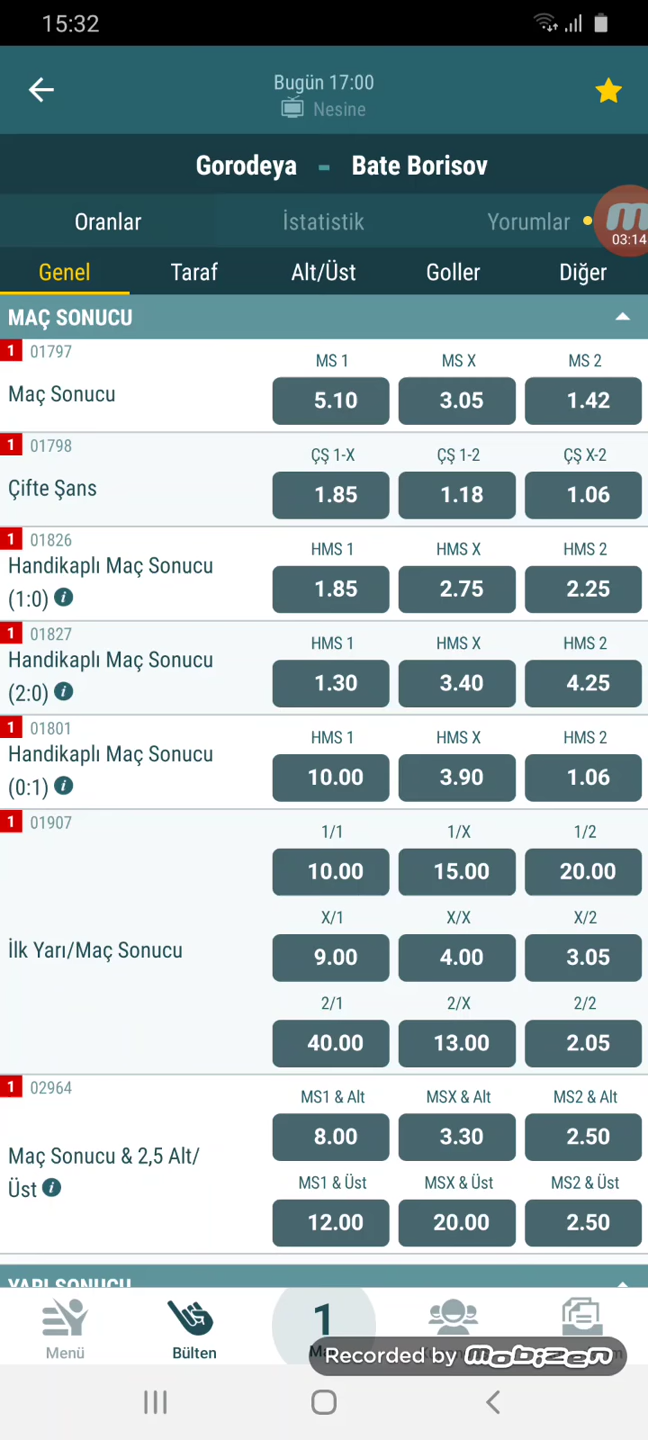 15:32
Bugün 17:00
Nesine
Gorodeya - Bate Borisov
Oranlar İstatistik Yorumlar
03:14
Genel Taraf Alt/Üst Goller Diğer
MAÇ SONUCU
1 01797 MS 1 MS X MS 2
Maç Sonucu 5.10 3.05 1.42
1 01798 ÇŞ 1-X ÇŞ 1-2 ÇŞ X-2
Çifte Şans 1.85 1.18 1.06
1 01826 HMS 1 HMS X HMS 2
Handikaplı Maç Sonucu
(1:0) 1.85 2.75 2.25
1 01827 HMS 1 HMS X HMS 2
Handikaplı Maç Sonucu
(2:0) 1.30 3.40 4.25
1 01801 HMS 1 HMS X HMS 2
Handikaplı Maç Sonucu
(0:1) 10.00 3.90 1.06
1 01907 1/1 1/X 1/2
10.00 15.00 20.00
X/1 X/X X/2
İlk Yarı/Maç Sonucu 9.00 4.00 3.05
2/1 2/X 2/2
40.00 13.00 2.05
1 02964 MS1 & Alt MSX & Alt MS2 & Alt
8.00 3.30 2.50
Maç Sonucu & 2,5 Alt/
Üst MS1 & Üst MSX & Üst MS2 & Üst
12.00 20.00 2.50
YARI SONUCU
1
Menü Bülten
Recorded by mobizen